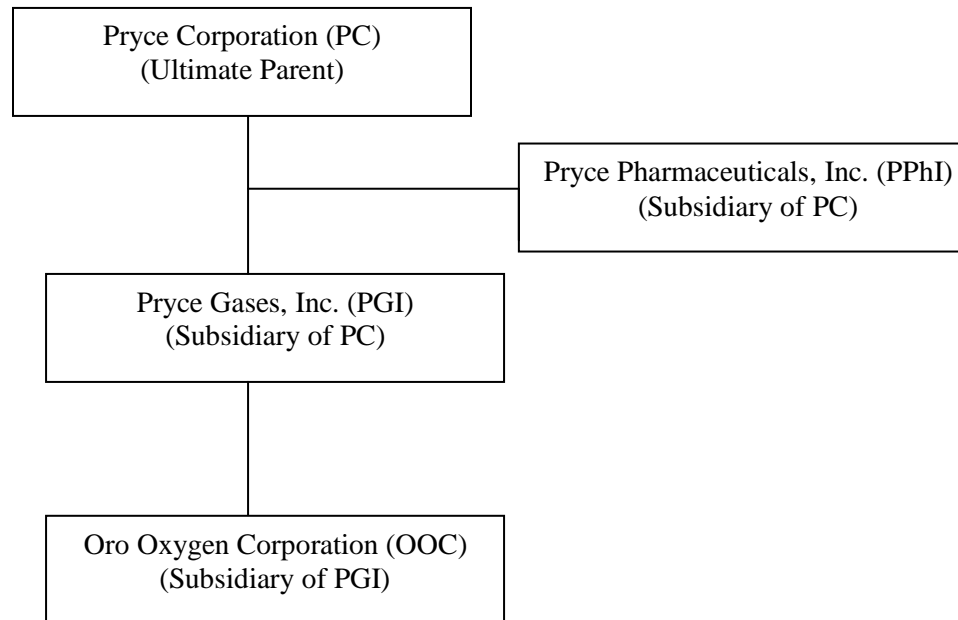 Pryce Corporation (PC)
(Ultimate Parent)
Pryce Pharmaceuticals, Inc. (PPhI)
(Subsidiary of PC)
Pryce Gases, Inc. (PGI)
(Subsidiary of PC)
Oro Oxygen Corporation (OOC)
(Subsidiary of PGI)